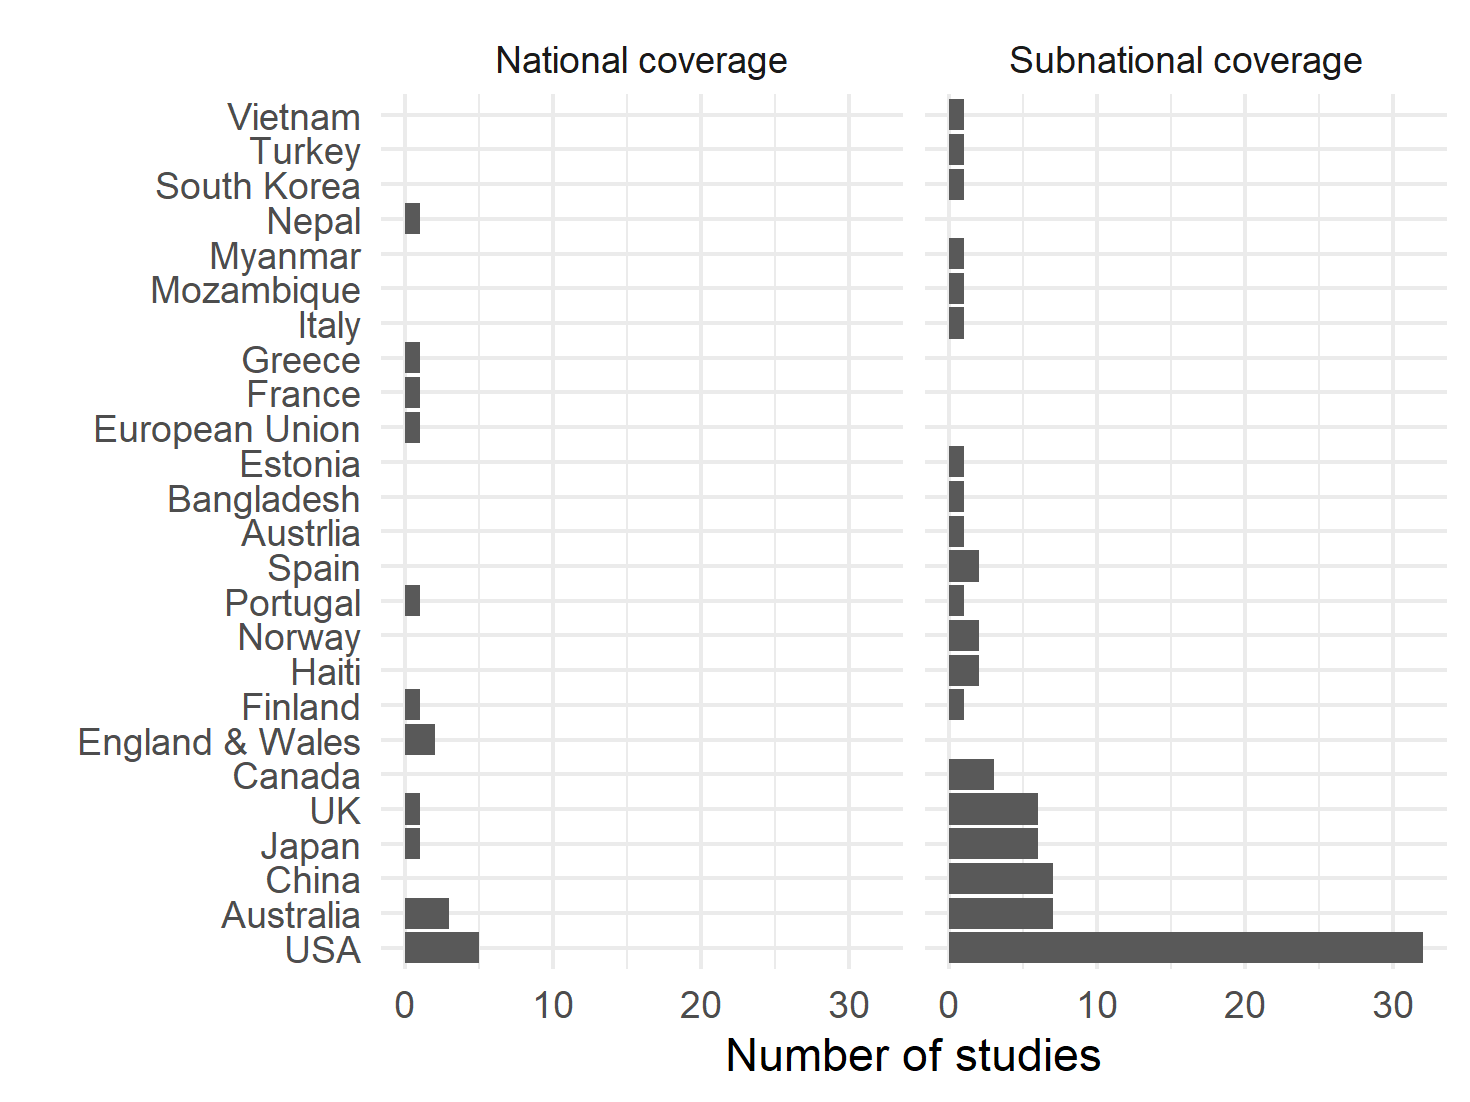 National coverage
Subnational coverage
Vietnam
Turkey
South Korea
Nepal
Myanmar
Mozambique
Italy
Greece
France
European Union
Estonia
Bangladesh
Austrlia
Spain
Portugal
Norway
Haiti
Finland
England & Wales
Canada
UK
Japan
China
Australia
USA
0 10 20 30
0 10 20 30
Number of studies